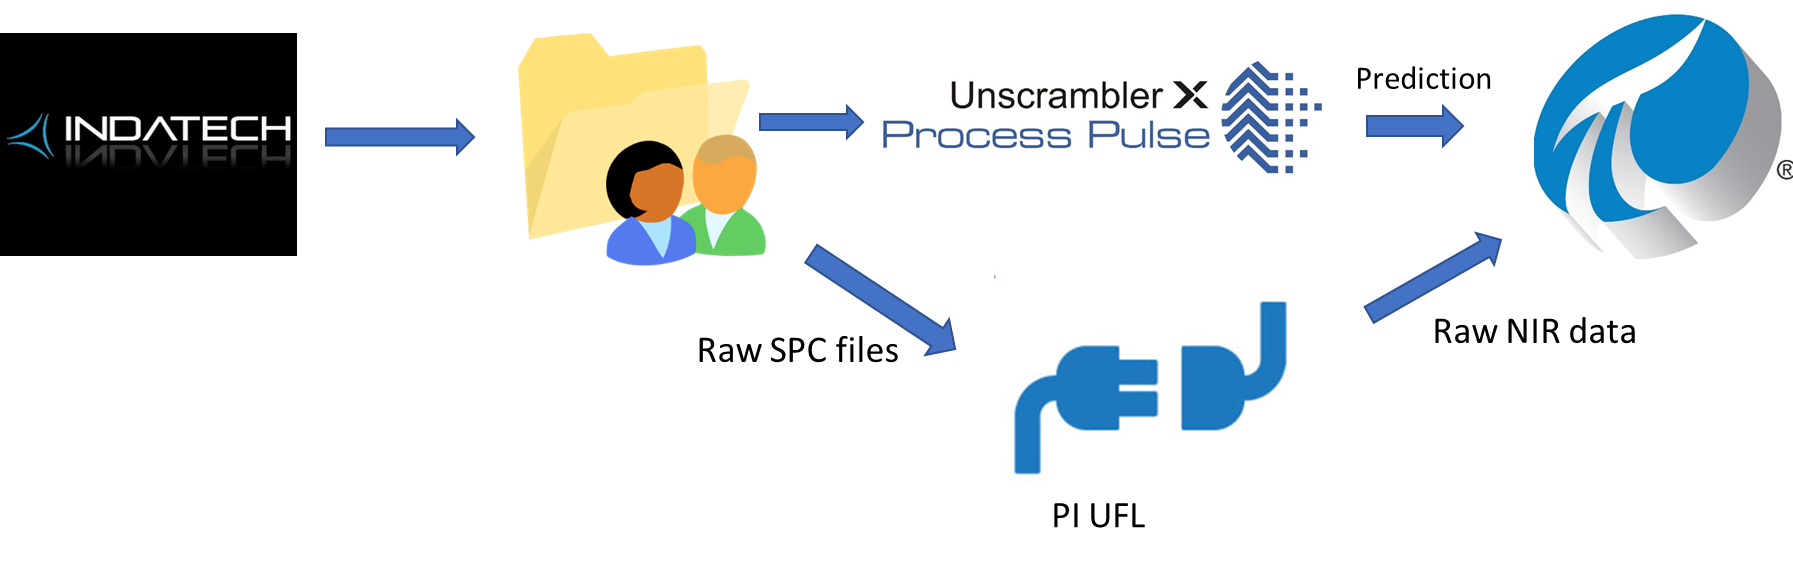 INDATECH
Unscrambler X
Process Pulse
Prediction
®
Raw SPC files
Raw NIR data
PI UFL